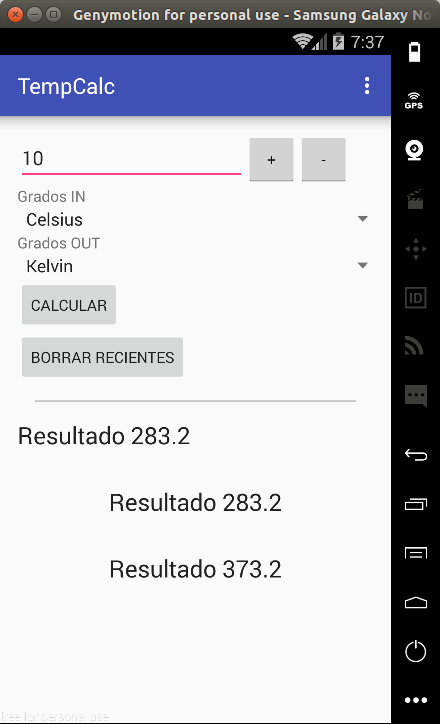 Genymotion for personal use - Samsung Galaxy No
7:37
TempCalc
GPS
10 + -
Grados IN
Celsius
ID
Grados OUT
Kelvin
CALCULAR
BORRAR RECIENTES
Resultado 283.2
Resultado 283.2
Resultado 373.2
free for personal use